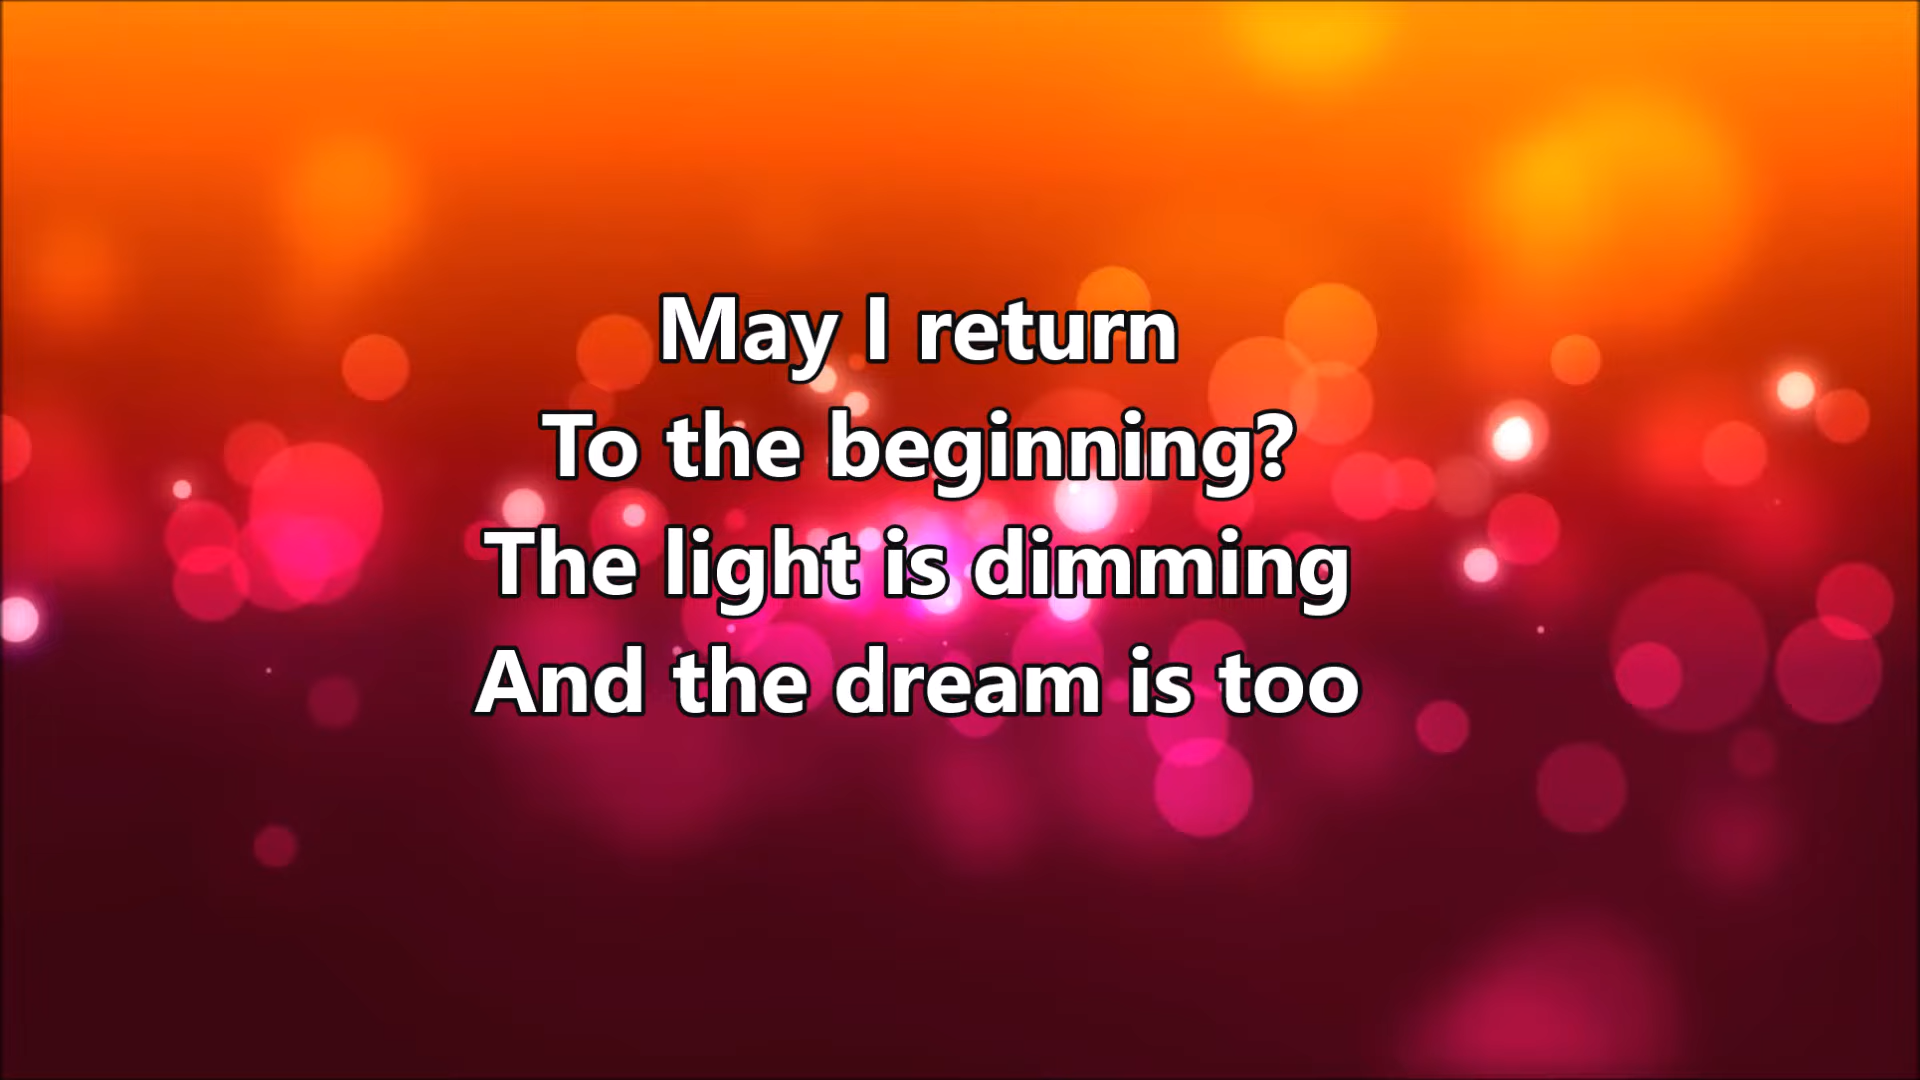 May I return
To the beginning?
The light is dimming
And the dream is too